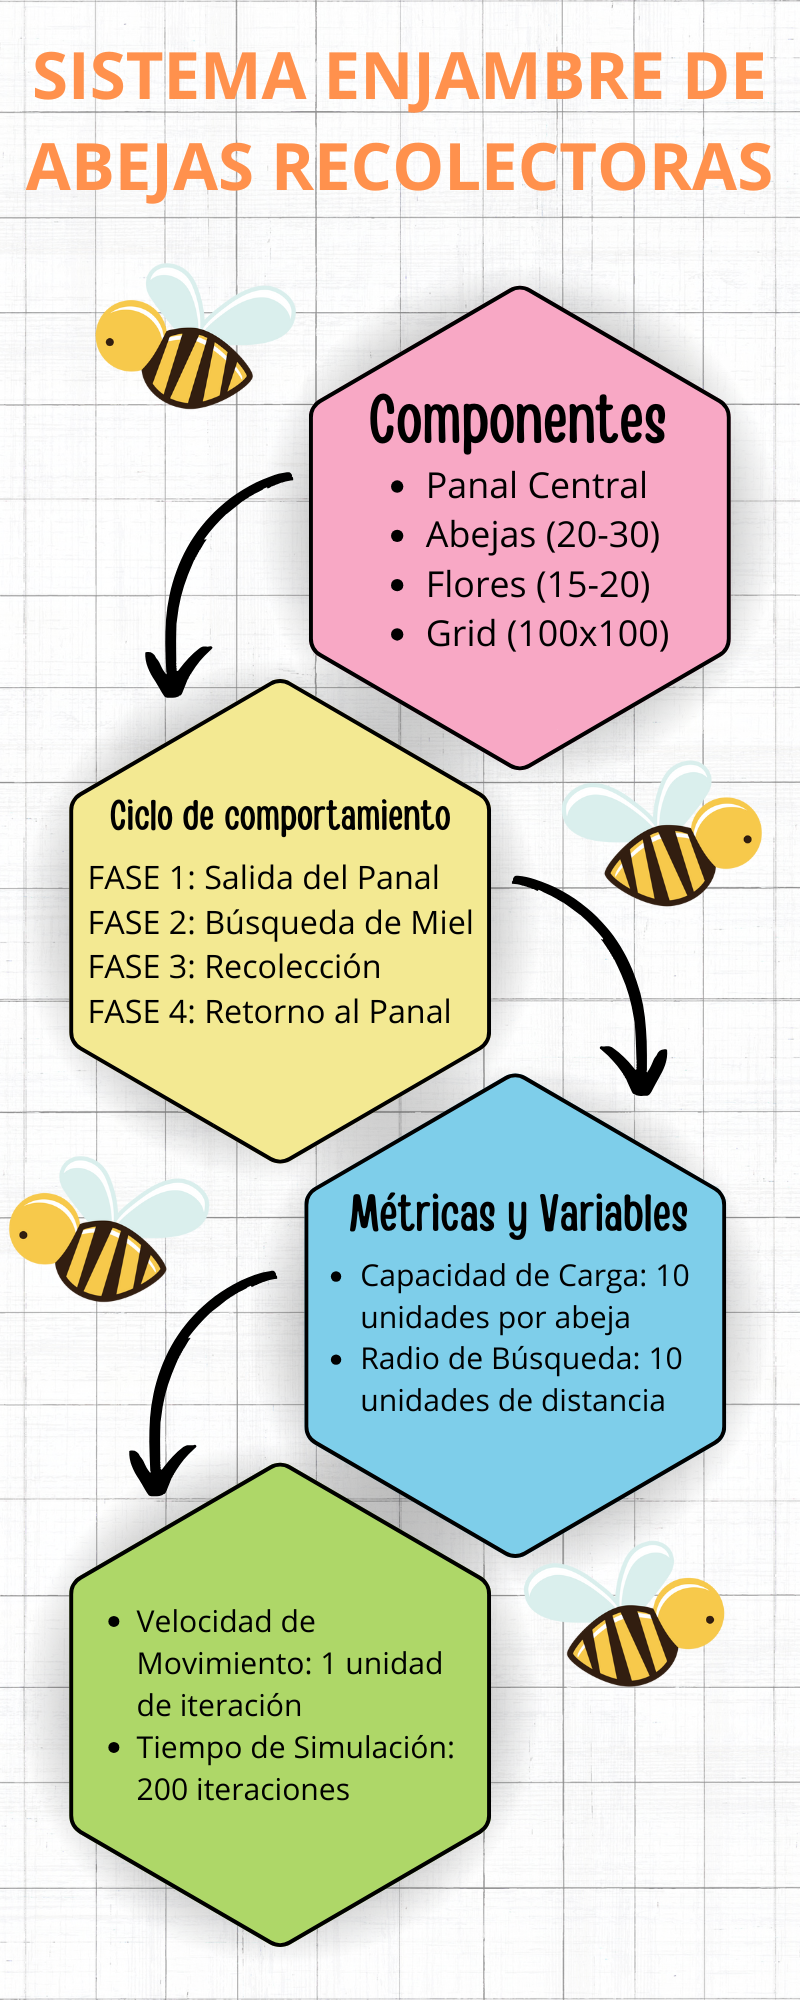 SISTEMA ENJAMBRE DE
ABEJAS RECOLECTORAS
Componentes
• Panal Central
• Abejas (20-30)
• Flores (15-20)
• Grid (100x100)
Ciclo de comportamiento
FASE 1: Salida del Panal
FASE 2: Búsqueda de Miel
FASE 3: Recolección
FASE 4: Retorno al Panal
Métricas y Variables
• Capacidad de Carga: 10
unidades por abeja
• Radio de Búsqueda: 10
unidades de distancia
• Velocidad de
Movimiento: 1 unidad
de iteración
• Tiempo de Simulación:
200 iteraciones